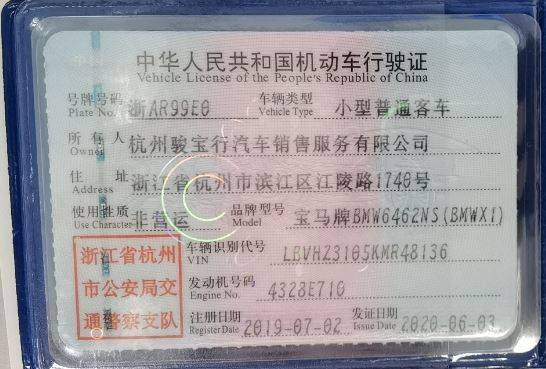 中华人民共和国机动车行驶证
Vehicle License of the People's Republic of China
号牌号码 浙AR99E0 车辆类型 小型普通客车
Plate No. Vehicle Type
所有人 杭州骏宝行汽车销售服务有限公司
Owner
住址 浙江省杭州市滨江区江陵路1740号
Address
使用性质 非营运 品牌型号 宝马牌BMW6462NS(BMWX1)
Use Character Model
浙江省杭州
市公安局交
通警察支队
车辆识别代号 LBVHZ3105KMR48136
VIN
发动机号码 4328E710
Engine No.
注册日期 2019-07-02 发证日期 2020-06-03
Register Date Issue Date